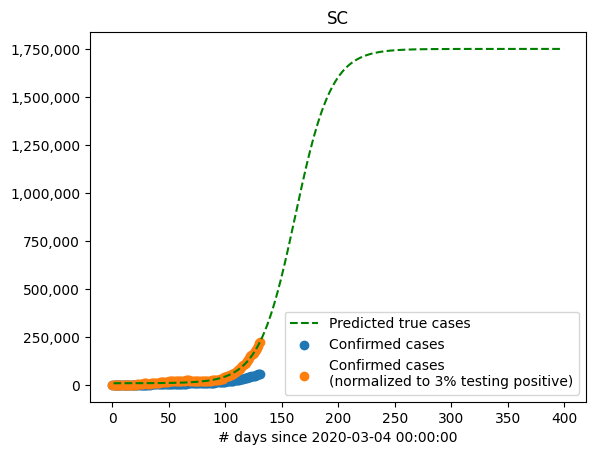 SC
1,750,000
1,500,000
1,250,000
1,000,000
750,000
500,000
250,000
0
Predicted true cases
Confirmed cases
Confirmed cases
(normalized to 3% testing positive)
0 50 100 150 200 250 300 350 400
# days since 2020-03-04 00:00:00